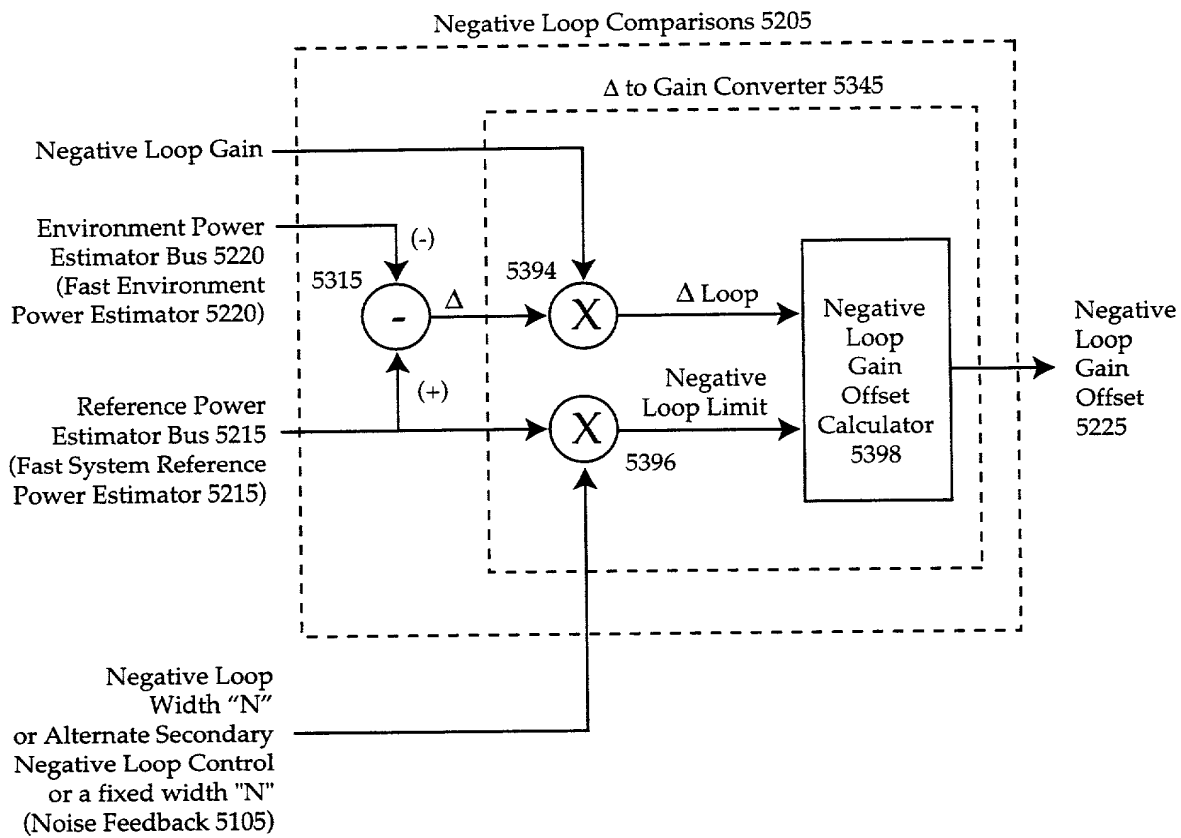 Negative Loop Comparisons 5205
Δ to Gain Converter 5345
Negative Loop Gain
Environment Power
Estimator Bus 5220
(Fast Environment
Power Estimator 5220)
(-)
5315
-
Δ
(+)
5394
X
Δ Loop
Reference Power
Estimator Bus 5215
(Fast System Reference
Power Estimator 5215)
X
5396
Negative
Loop Limit
Negative
Loop
Gain
Offset
Calculator
5398
Negative
Loop
Gain
Offset
5225
Negative Loop
Width “N”
or Alternate Secondary
Negative Loop Control
or a fixed width "N"
(Noise Feedback 5105)